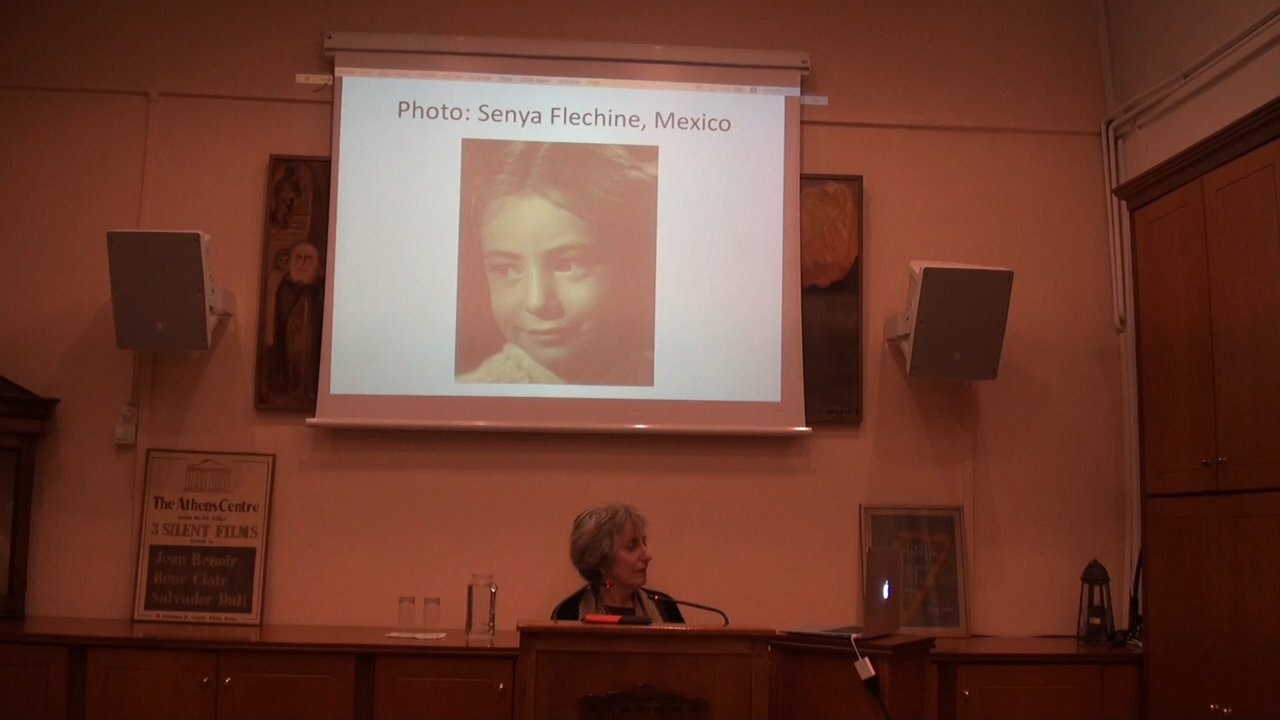 Photo: Senya Flechine, Mexico
The Athens Centre
3 SILENT FILMS
Jean Renoir
Rene Clair
Salvador Dali